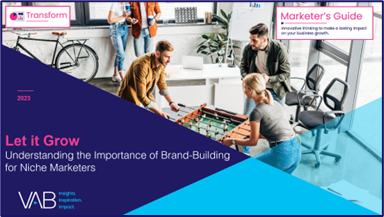 Transform
Marketer's Guide
Innovative thinking to make a lasting impact
on your business growth.
2023
Let it Grow
Understanding the Importance of Brand-Building
for Niche Marketers
VAB
Insights.
Inspiration.
Impact.